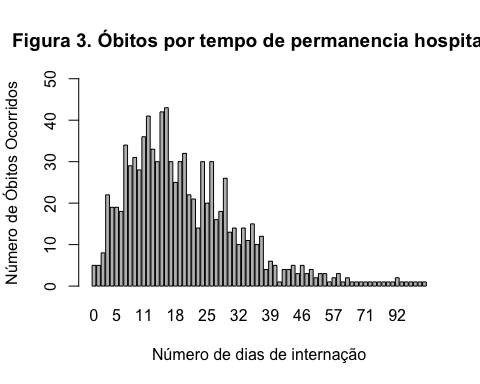 Figura 3. Óbitos por tempo de permanencia hospita
Número de Óbitos Ocorridos
50
40
30
20
10
0
0 5 11 18 25 32 39 46 57 71 92
Número de dias de internação